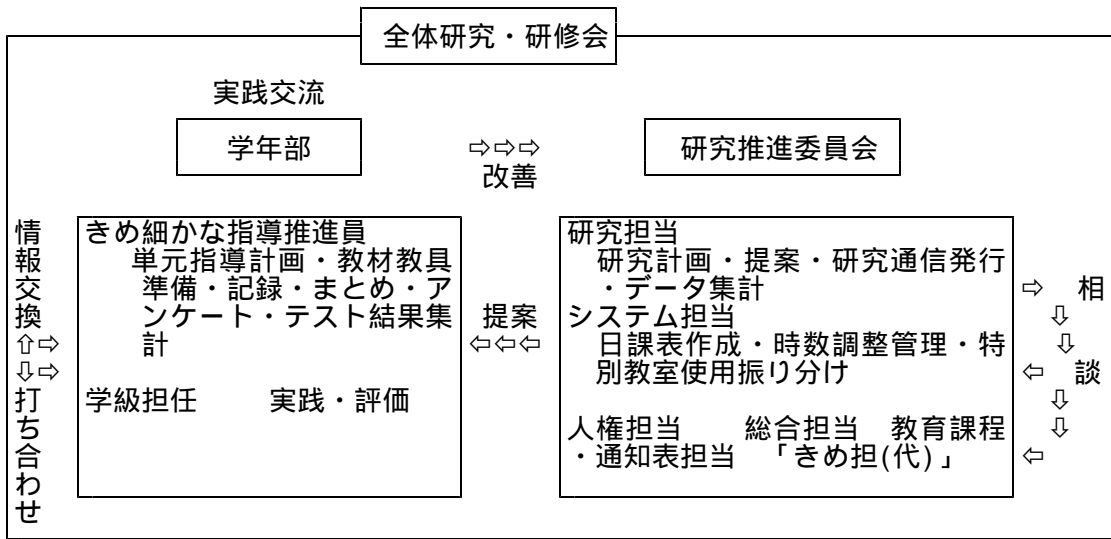 全体研究・研修会
実践交流
学年部
⇨⇨⇨
改善
研究推進委員会
情報交換
⇧⇨
⇩⇨
打ち合わせ
きめ細かな指導推進員
単元指導計画・教材教具
準備・記録・まとめ・ア
ンケート・テスト結果集
計
学級担任 実践・評価
提案
⇦⇦⇦
研究担当
研究計画・提案・研究通信発行
・データ集計
システム担当
日課表作成・時数調整管理・特
別教室使用振り分け
人権担当 総合担当 教育課程
・通知表担当 「きめ担(代)」
⇨ 相
⇩
⇩
⇦ 談
⇩
⇩
⇦